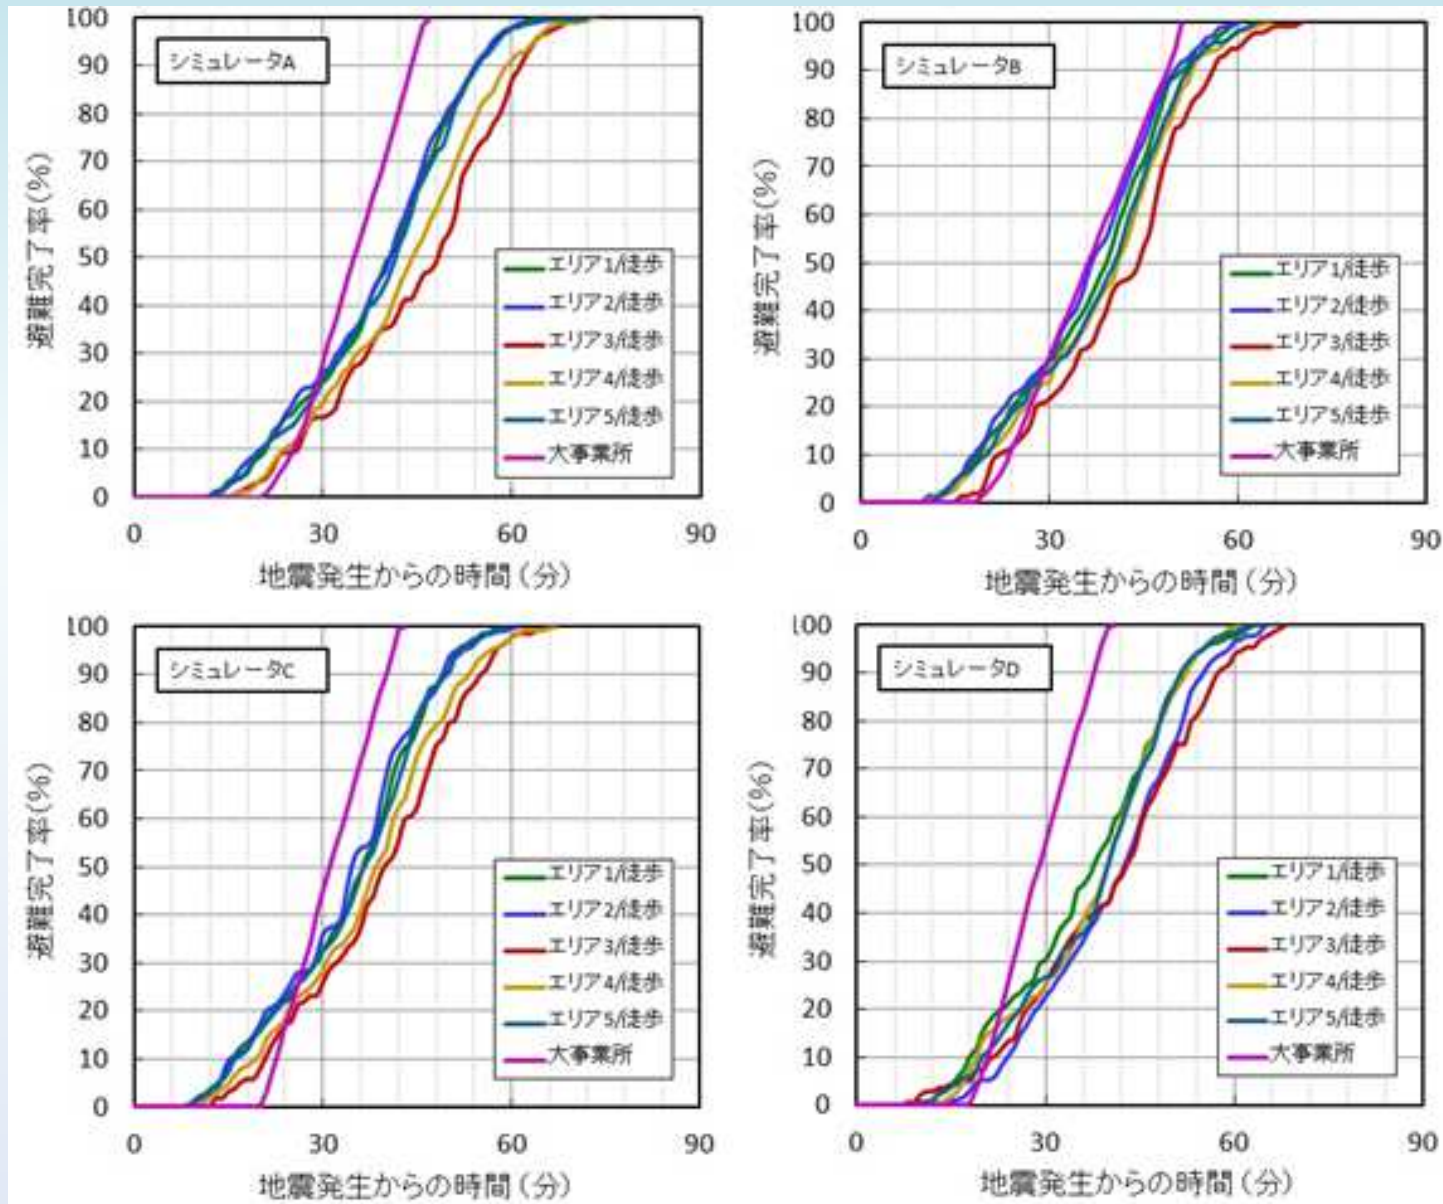 シミュレータA
100
90
80
70
60
50
40
30
20
10
0
避難完了率(%)
エリア1/徒歩
エリア2/徒歩
エリア3/徒歩
エリア4/徒歩
エリア5/徒歩
大事業所
0 30 60 90
地震発生からの時間(分)
シミュレータB
100
90
80
70
60
50
40
30
20
10
0
避難完了率(%)
エリア1/徒歩
エリア2/徒歩
エリア3/徒歩
エリア4/徒歩
エリア5/徒歩
大事業所
0 30 60 90
地震発生からの時間(分)
シミュレータC
100
90
80
70
60
50
40
30
20
10
0
避難完了率(%)
エリア1/徒歩
エリア2/徒歩
エリア3/徒歩
エリア4/徒歩
エリア5/徒歩
大事業所
0 30 60 90
地震発生からの時間(分)
シミュレータD
100
90
80
70
60
50
40
30
20
10
0
避難完了率(%)
エリア1/徒歩
エリア2/徒歩
エリア3/徒歩
エリア4/徒歩
エリア5/徒歩
大事業所
0 30 60 90
地震発生からの時間(分)